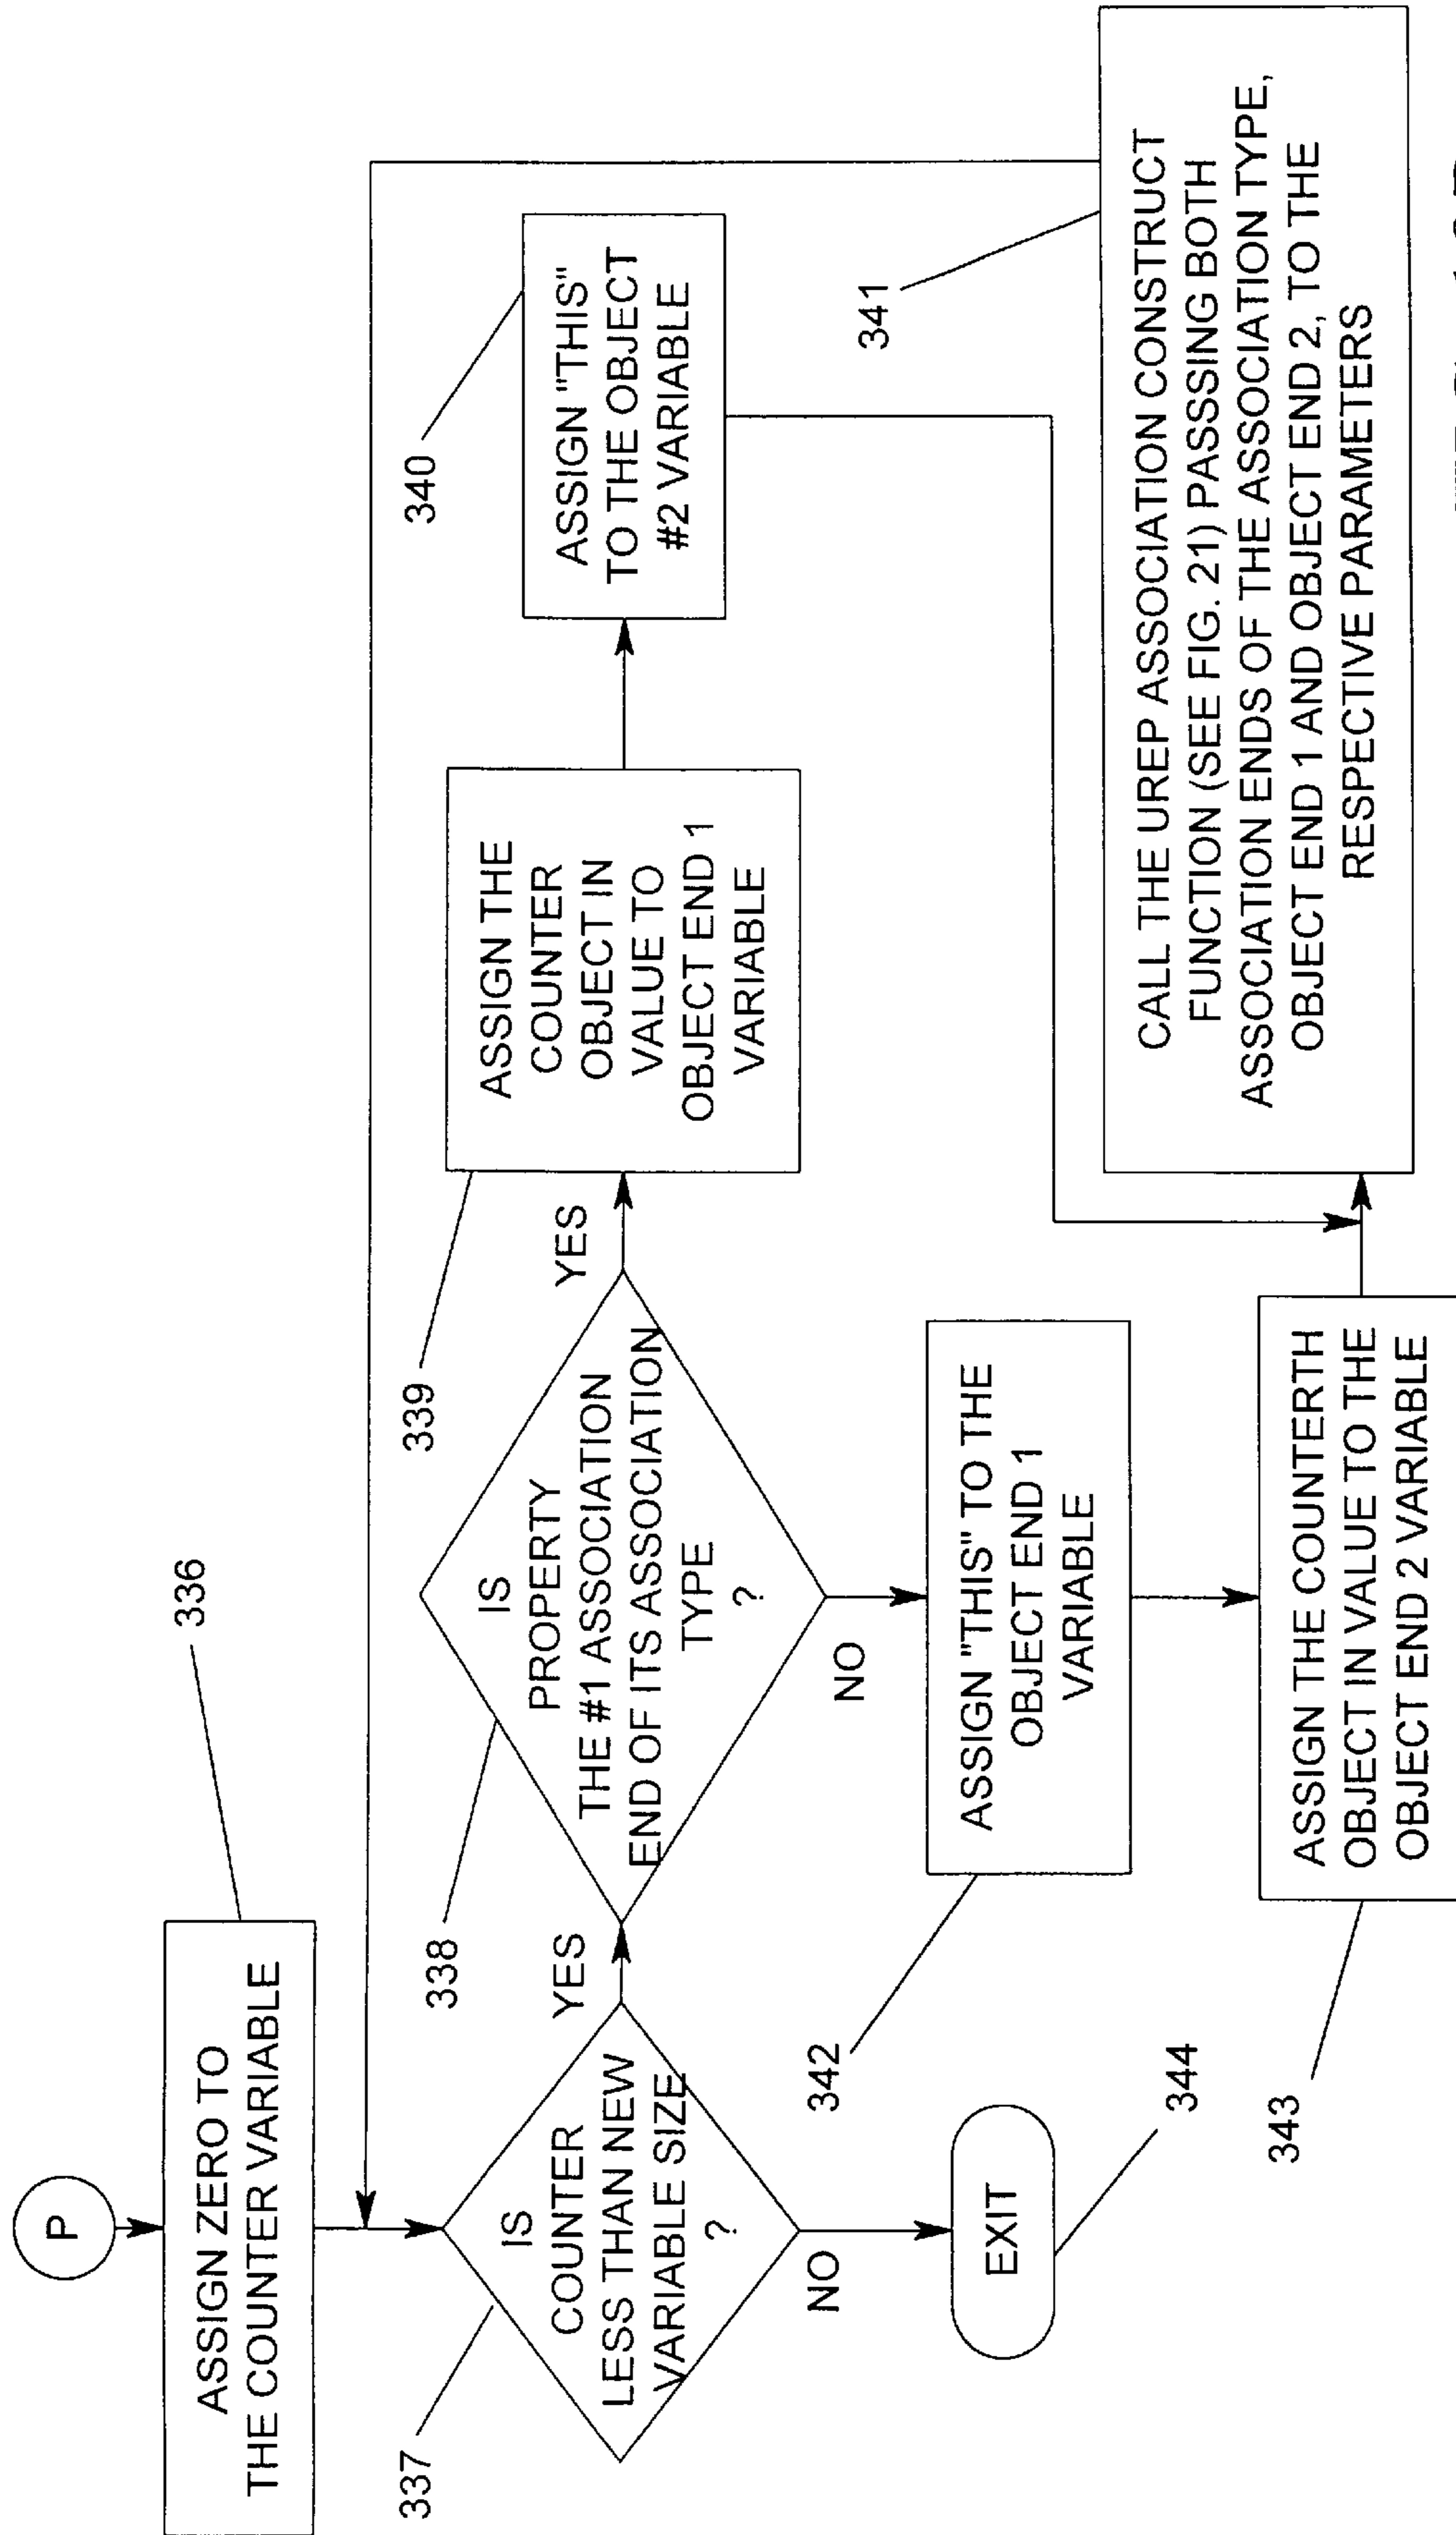 P
ASSIGN ZERO TO
THE COUNTER VARIABLE
336
IS
COUNTER
LESS THAN NEW
VARIABLE SIZE
?
337
YES
NO
EXIT
344
IS
PROPERTY
THE #1 ASSOCIATION
END OF ITS ASSOCIATION
TYPE
?
338
YES
NO
ASSIGN THE
COUNTER
OBJECT IN
VALUE TO
OBJECT END 1
VARIABLE
339
ASSIGN "THIS"
TO THE OBJECT
#2 VARIABLE
340
ASSIGN "THIS" TO THE
OBJECT END 1
VARIABLE
342
ASSIGN THE COUNTERTH
OBJECT IN VALUE TO THE
OBJECT END 2 VARIABLE
343
CALL THE UREP ASSOCIATION CONSTRUCT
FUNCTION (SEE FIG. 21) PASSING BOTH
ASSOCIATION ENDS OF THE ASSOCIATION TYPE,
OBJECT END 1 AND OBJECT END 2, TO THE
RESPECTIVE PARAMETERS
341